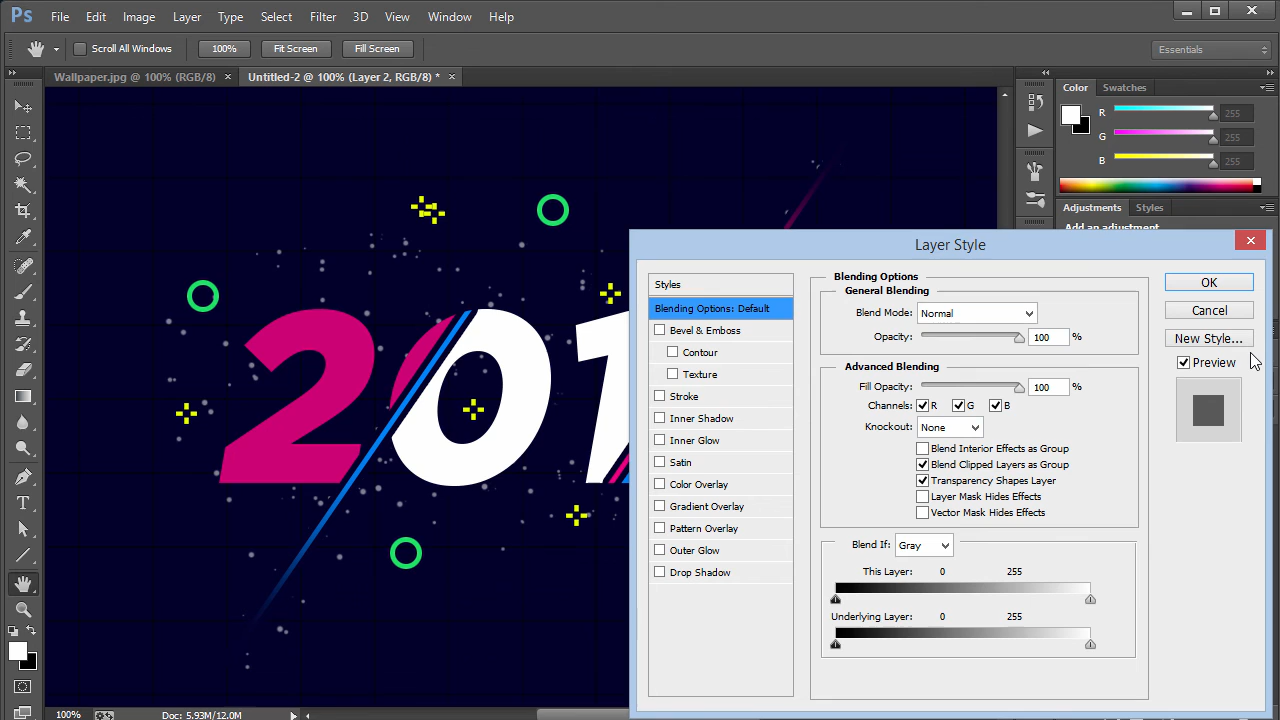 Ps File Edit Image Layer Type Select Filter 3D View Window Help
Scroll All Windows 100% Fit Screen Fill Screen Essentials
Wallpaper.jpg @ 100% (RGB/8) × Untitled-2 @ 100% (Layer 2, RGB/8) * ×
Color Swatches
R 255
G 255
B 255
Adjustments Styles
Add an adjustment
201
Layer Style
Styles
Blending Options: Default
Bevel & Emboss
Contour
Texture
Stroke
Inner Shadow
Inner Glow
Satin
Color Overlay
Gradient Overlay
Pattern Overlay
Outer Glow
Drop Shadow
Blending Options
General Blending
Blend Mode: Normal
Opacity: 100 %
Advanced Blending
Fill Opacity: 100 %
Channels: R G B
Knockout: None
Blend Interior Effects as Group
Blend Clipped Layers as Group
Transparency Shapes Layer
Layer Mask Hides Effects
Vector Mask Hides Effects
Blend If: Gray
This Layer: 0 255
Underlying Layer: 0 255
OK
Cancel
New Style...
Preview
100% Doc: 5.93M/12.0M